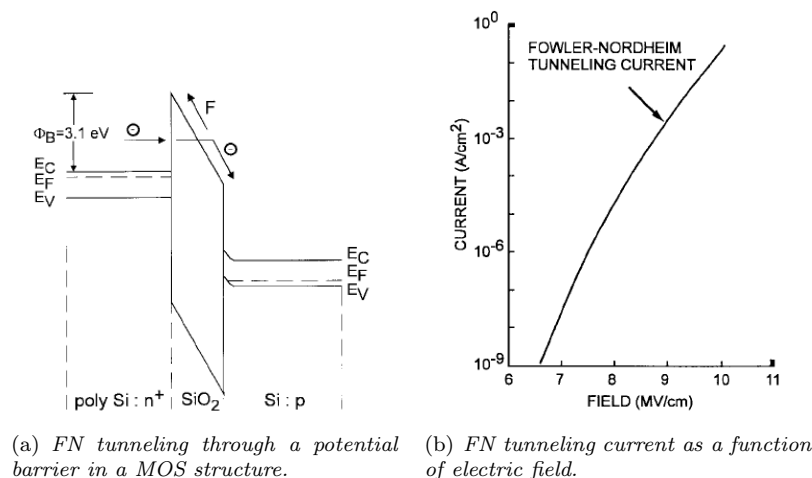 F
Φ_B=3.1 eV
E_C
E_F
E_V
E_C
E_F
E_V
poly Si : n⁺ SiO₂ Si : p
10⁰
FOWLER-NORDHEIM
TUNNELING CURRENT
10⁻³
CURRENT (A/cm²)
10⁻⁶
10⁻⁹
6 7 8 9 10 11
FIELD (MV/cm)
(a) FN tunneling through a potential
barrier in a MOS structure.
(b) FN tunneling current as a function
of electric field.